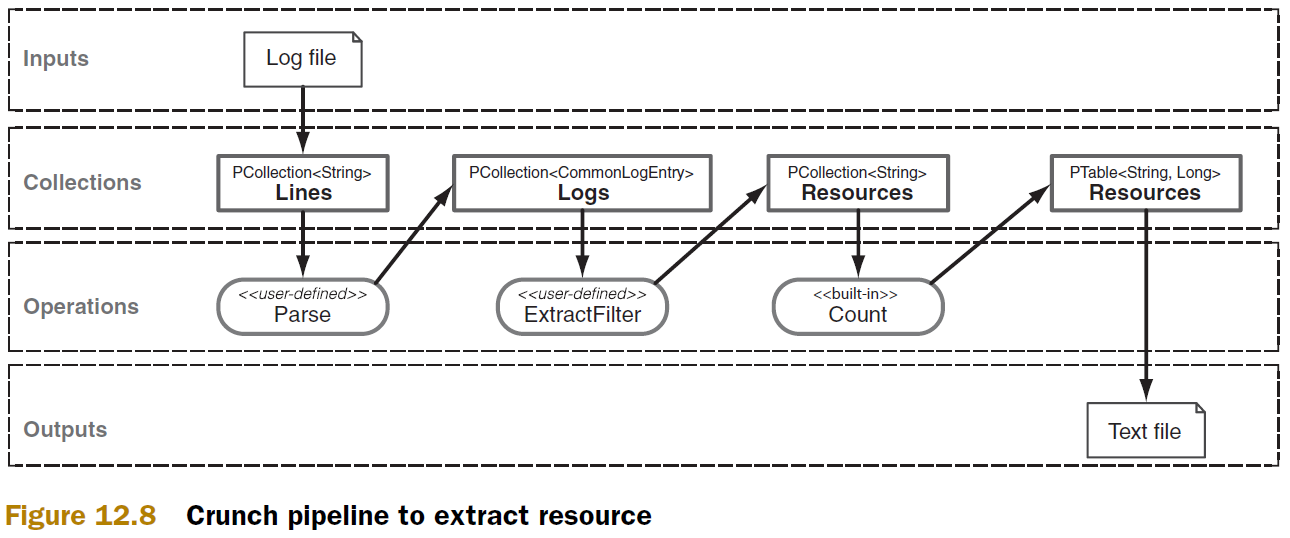 Inputs
Log file
Collections
PCollection<String>
Lines
PCollection<CommonLogEntry>
Logs
PCollection<String>
Resources
PTable<String, Long>
Resources
Operations
<<user-defined>>
Parse
<<user-defined>>
ExtractFilter
<<built-in>>
Count
Outputs
Text file
Figure 12.8 Crunch pipeline to extract resource